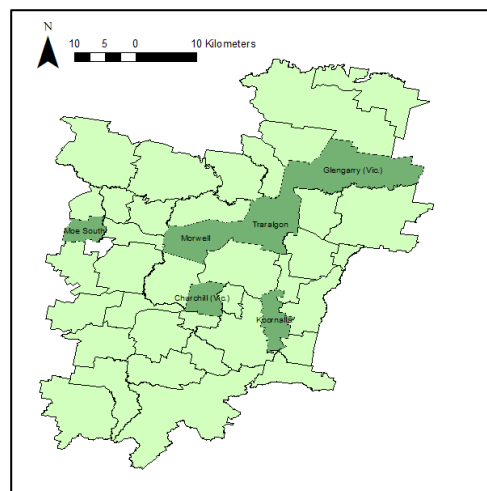 N
10 5 0 10 Kilometers
Glengarry (Vic.)
Traralgon
Moe South
Morwell
Churchill (Vic.)
Koornalla